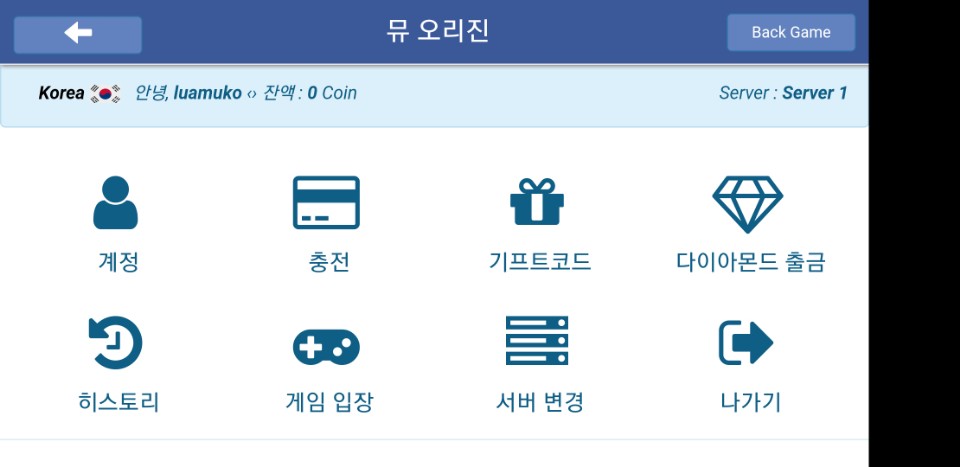 뮤 오리진
Back Game
Korea 안녕, luamuko ‹› 잔액 : 0 Coin
Server : Server 1
계정
충전
기프트코드
다이아몬드 출금
히스토리
게임 입장
서버 변경
나가기